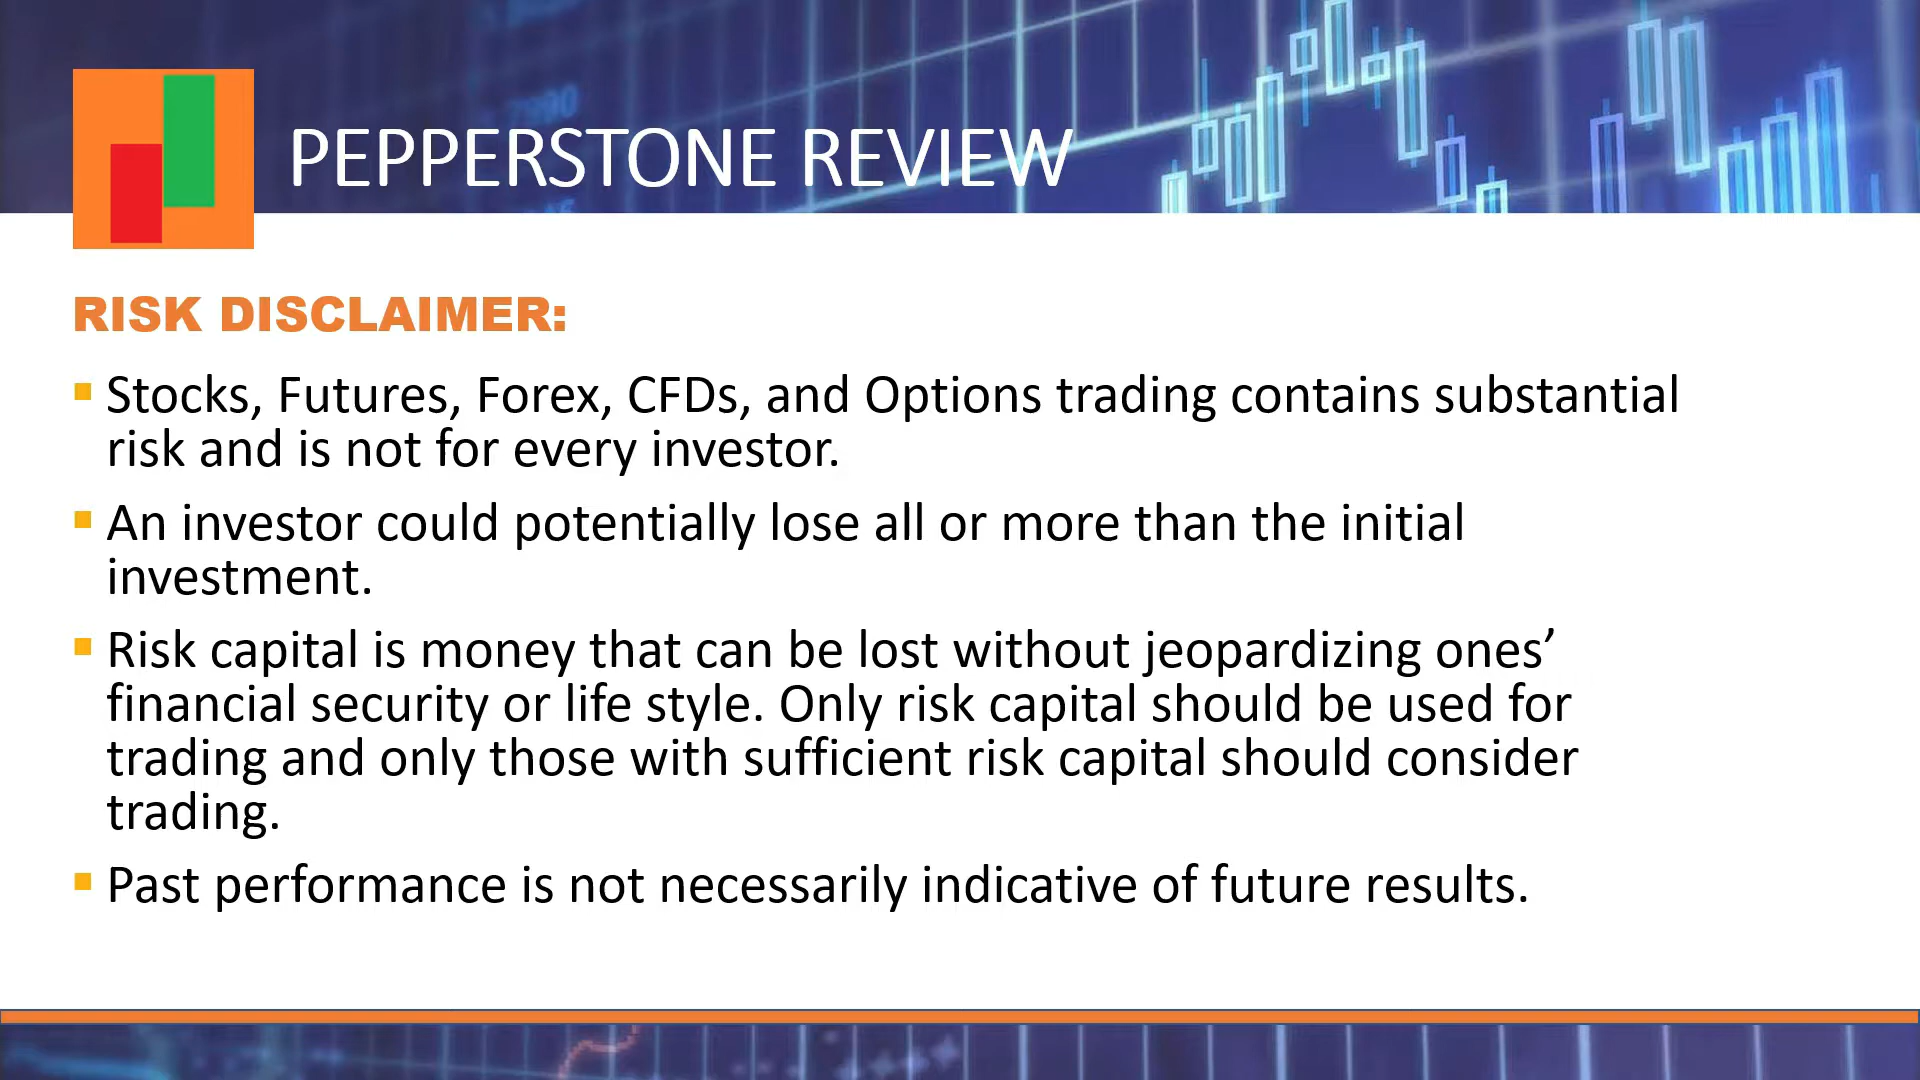 PEPPERSTONE REVIEW
RISK DISCLAIMER:
Stocks, Futures, Forex, CFDs, and Options trading contains substantial
risk and is not for every investor.
An investor could potentially lose all or more than the initial
investment.
Risk capital is money that can be lost without jeopardizing ones’
financial security or life style. Only risk capital should be used for
trading and only those with sufficient risk capital should consider
trading.
Past performance is not necessarily indicative of future results.